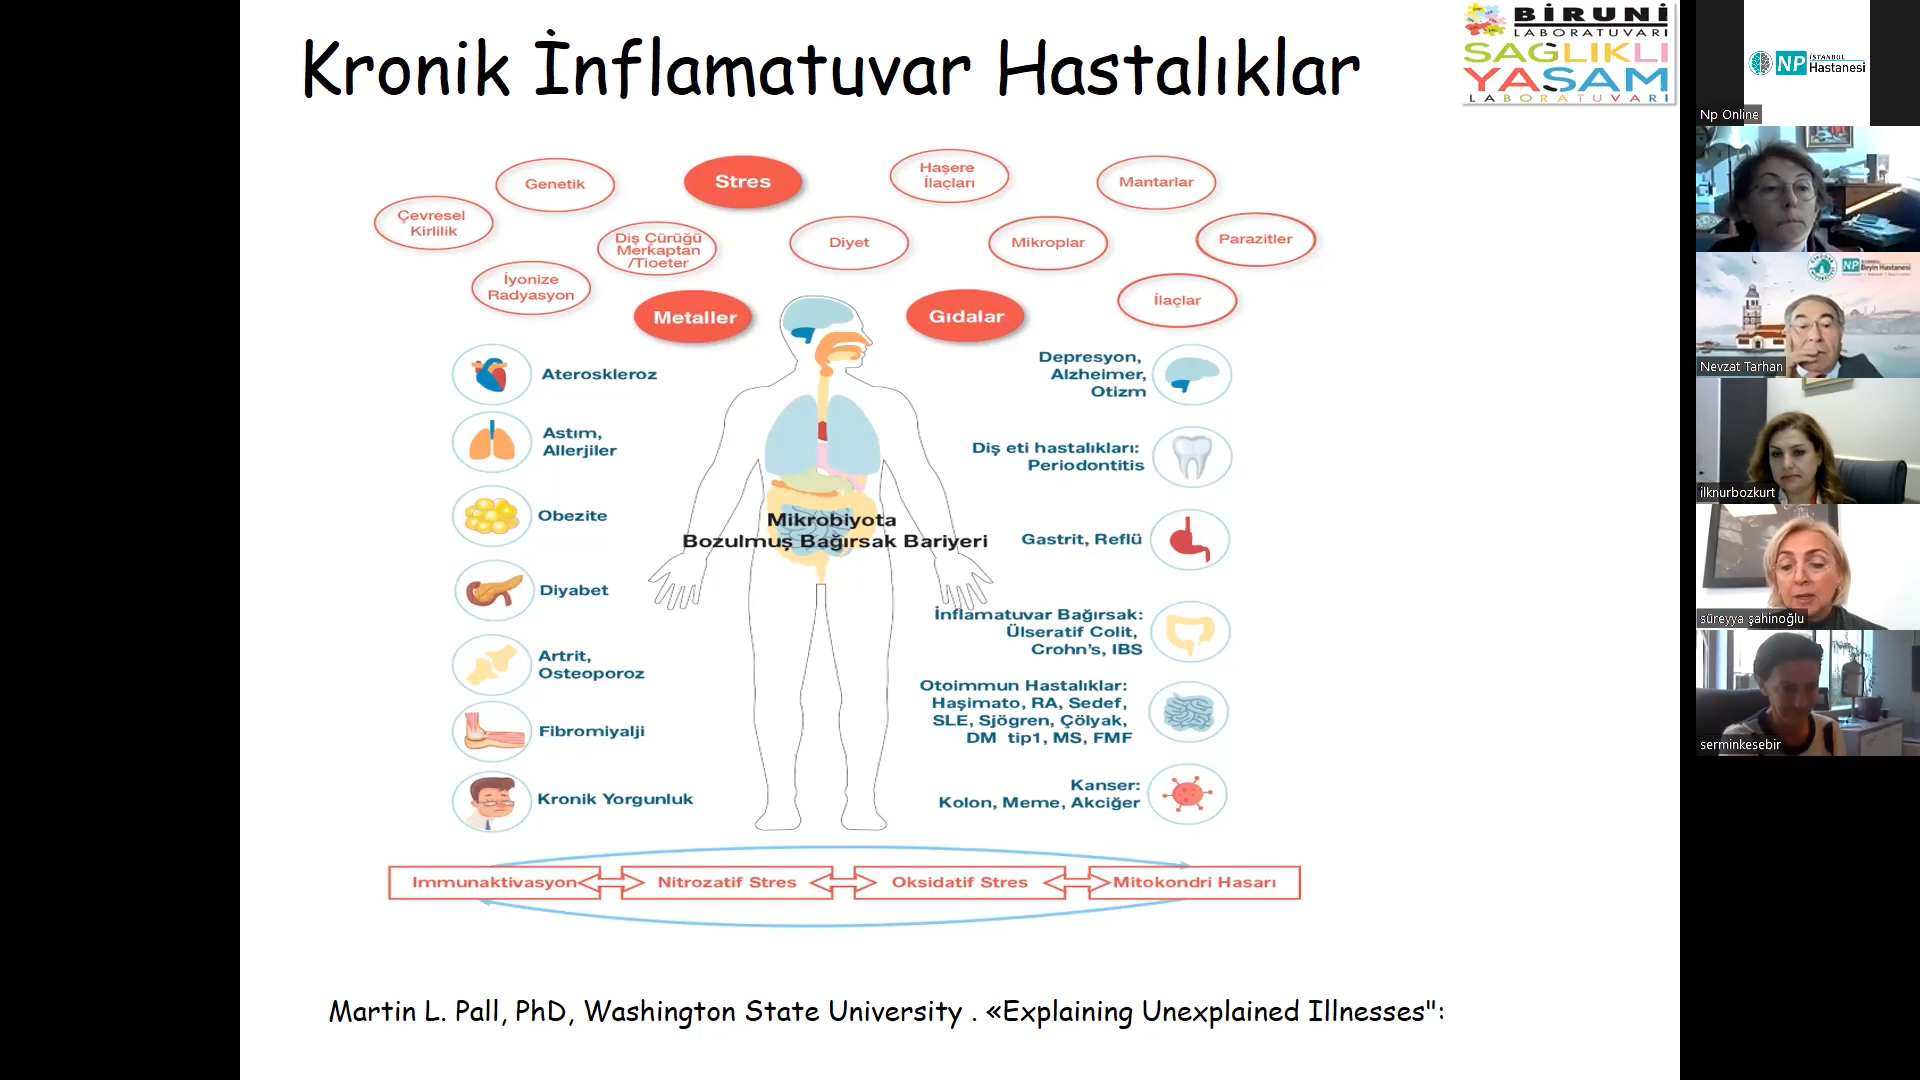 Kronik İnflamatuvar Hastalıklar
BİRUNİ
LABORATUVARI
SAĞLIKLI
YAŞAM
LABORATUVARI
Genetik
Stres
Haşere
İlaçları
Mantarlar
Çevresel
Kirlilik
Diş Çürüğü
Merkaptan
/Tioeter
Diyet
Mikroplar
Parazitler
İyonize
Radyasyon
Metaller
Gıdalar
İlaçlar
Ateroskleroz
Astım,
Allerjiler
Obezite
Diyabet
Artrit,
Osteoporoz
Fibromiyalji
Kronik Yorgunluk
Mikrobiyota
Bozulmuş Bağırsak Bariyeri
Depresyon,
Alzheimer,
Otizm
Diş eti hastalıkları:
Periodontitis
Gastrit, Reflü
İnflamatuvar Bağırsak:
Ülseratif Colit,
Crohn's, IBS
Otoimmun Hastalıklar:
Haşimato, RA, Sedef,
SLE, Sjögren, Çölyak,
DM tip1, MS, FMF
Kanser:
Kolon, Meme, Akciğer
Immunaktivasyon
Nitrozatif Stres
Oksidatif Stres
Mitokondri Hasarı
Martin L. Pall, PhD, Washington State University . «Explaining Unexplained Illnesses":
NP
İSTANBUL
Hastanesi
Np Online
NP
Beyin Hastanesi
Nevzat Tarhan
ilknurbozkurt
süreyya şahinoğlu
serminkesebir